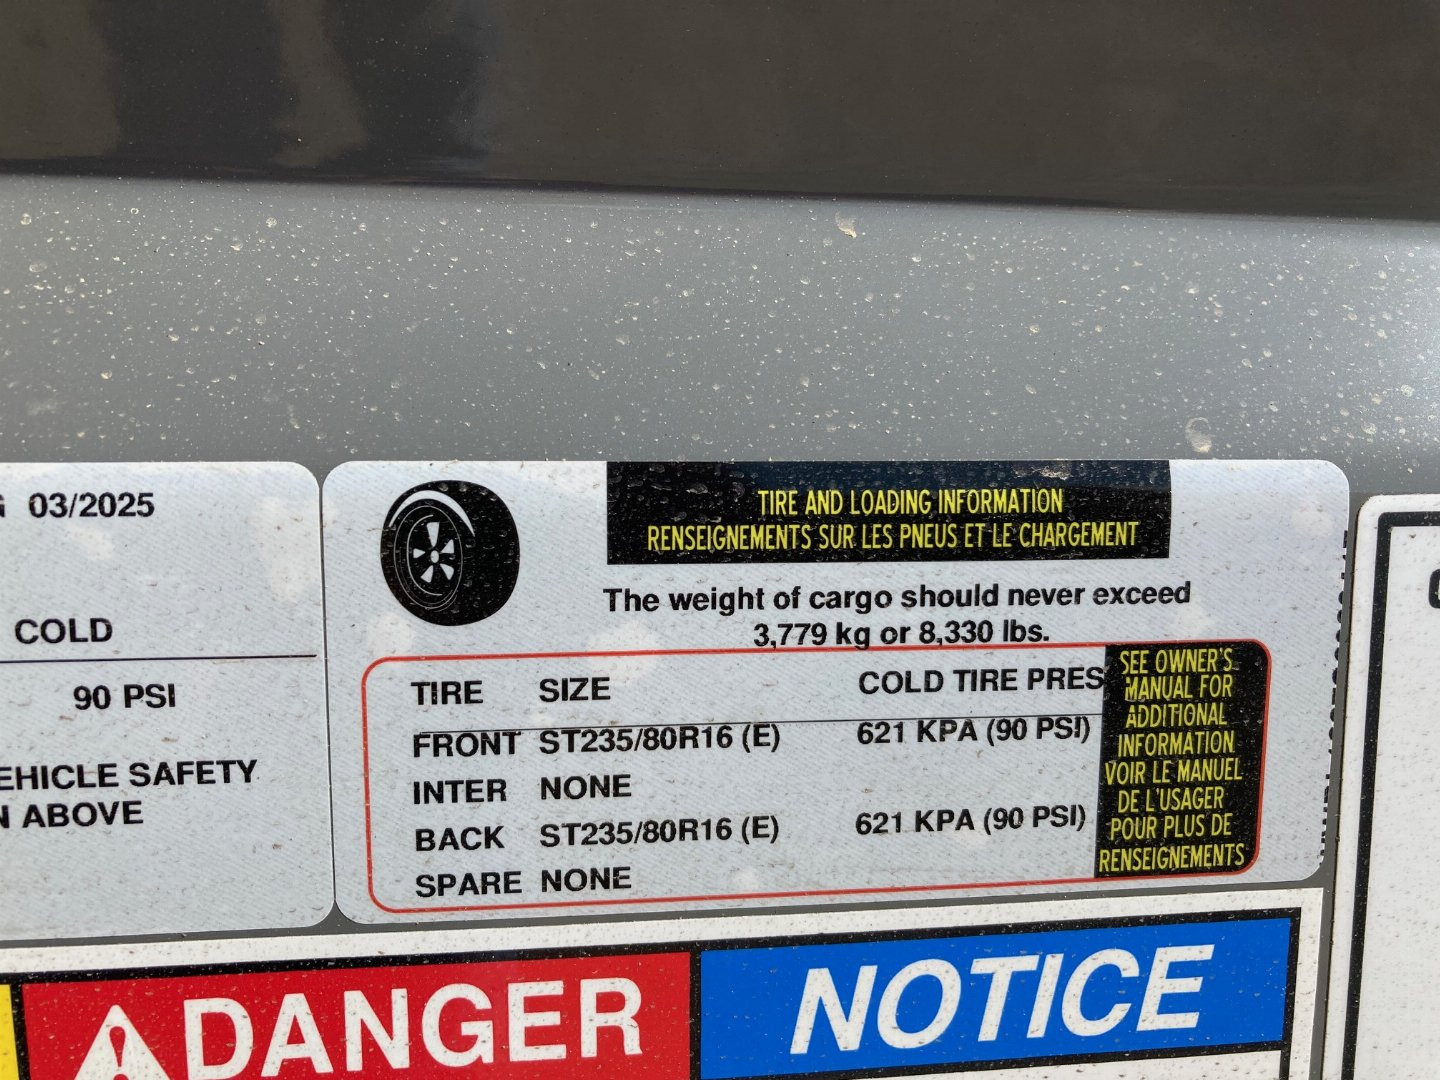 03/2025
COLD
90 PSI
VEHICLE SAFETY
ABOVE
TIRE AND LOADING INFORMATION
RENSEIGNEMENTS SUR LES PNEUS ET LE CHARGEMENT
The weight of cargo should never exceed
3,779 kg or 8,330 lbs.
TIRE SIZE COLD TIRE PRES
FRONT ST235/80R16 (E) 621 KPA (90 PSI)
INTER NONE
BACK ST235/80R16 (E) 621 KPA (90 PSI)
SPARE NONE
SEE OWNER'S
MANUAL FOR
ADDITIONAL
INFORMATION
VOIR LE MANUEL
DE L'USAGER
POUR PLUS DE
RENSEIGNEMENTS
DANGER
NOTICE